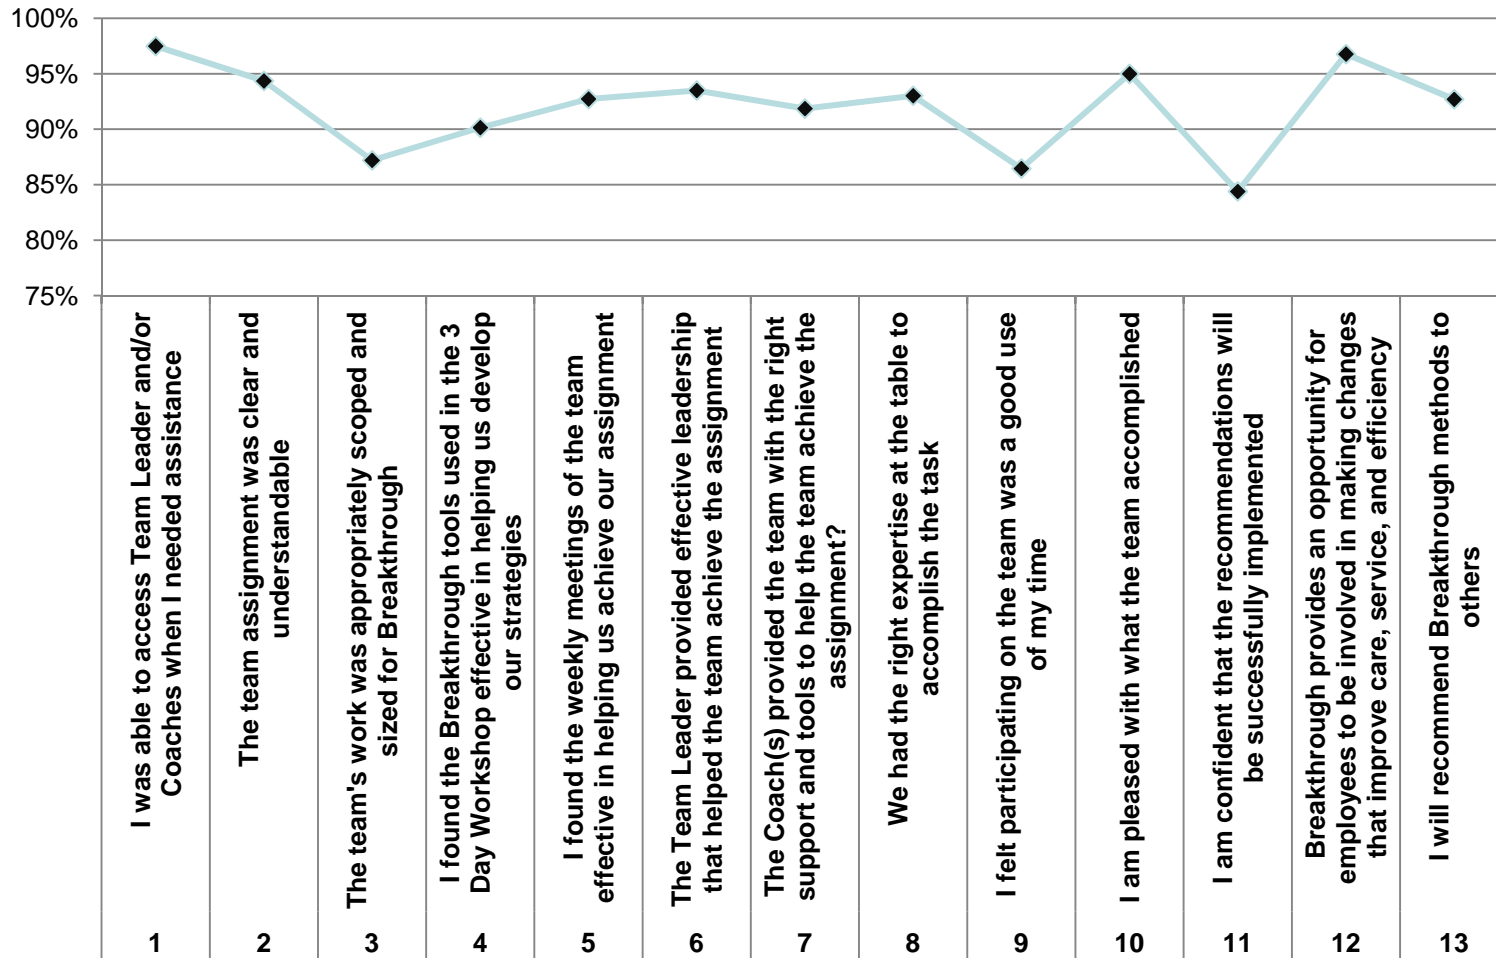 100%
95%
90%
85%
80%
75%
I was able to access Team Leader and/or
Coaches when I needed assistance
The team assignment was clear and
understandable
The team's work was appropriately scoped and
sized for Breakthrough
I found the Breakthrough tools used in the 3
Day Workshop effective in helping us develop
our strategies
I found the weekly meetings of the team
effective in helping us achieve our assignment
The Team Leader provided effective leadership
that helped the team achieve the assignment
The Coach(s) provided the team with the right
support and tools to help the team achieve the
assignment?
We had the right expertise at the table to
accomplish the task
I felt participating on the team was a good use
of my time
I am pleased with what the team accomplished
I am confident that the recommendations will
be successfully implemented
Breakthrough provides an opportunity for
employees to be involved in making changes
that improve care, service, and efficiency
I will recommend Breakthrough methods to
others
1 2 3 4 5 6 7 8 9 10 11 12 13